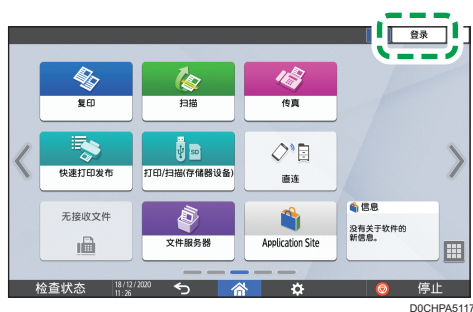 登录
复印
扫描
传真
SD
快速打印发布
打印/扫描(存储器设备)
直连
信息
没有关于软件的
新信息。
无接收文件
文件服务器
Application Site
检查状态
18/12/2020
11:26
停止
D0CHPA5117